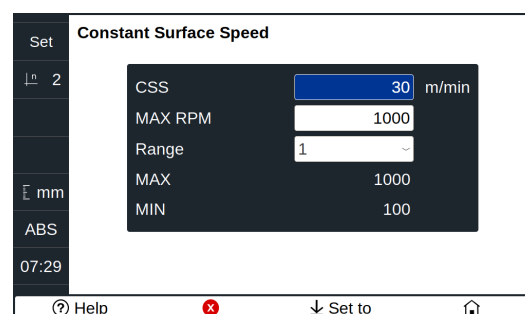 Set
Constant Surface Speed
n 2
CSS 30 m/min
MAX RPM 1000
Range 1
MAX 1000
mm
MIN 100
ABS
07:29
? Help X Set to